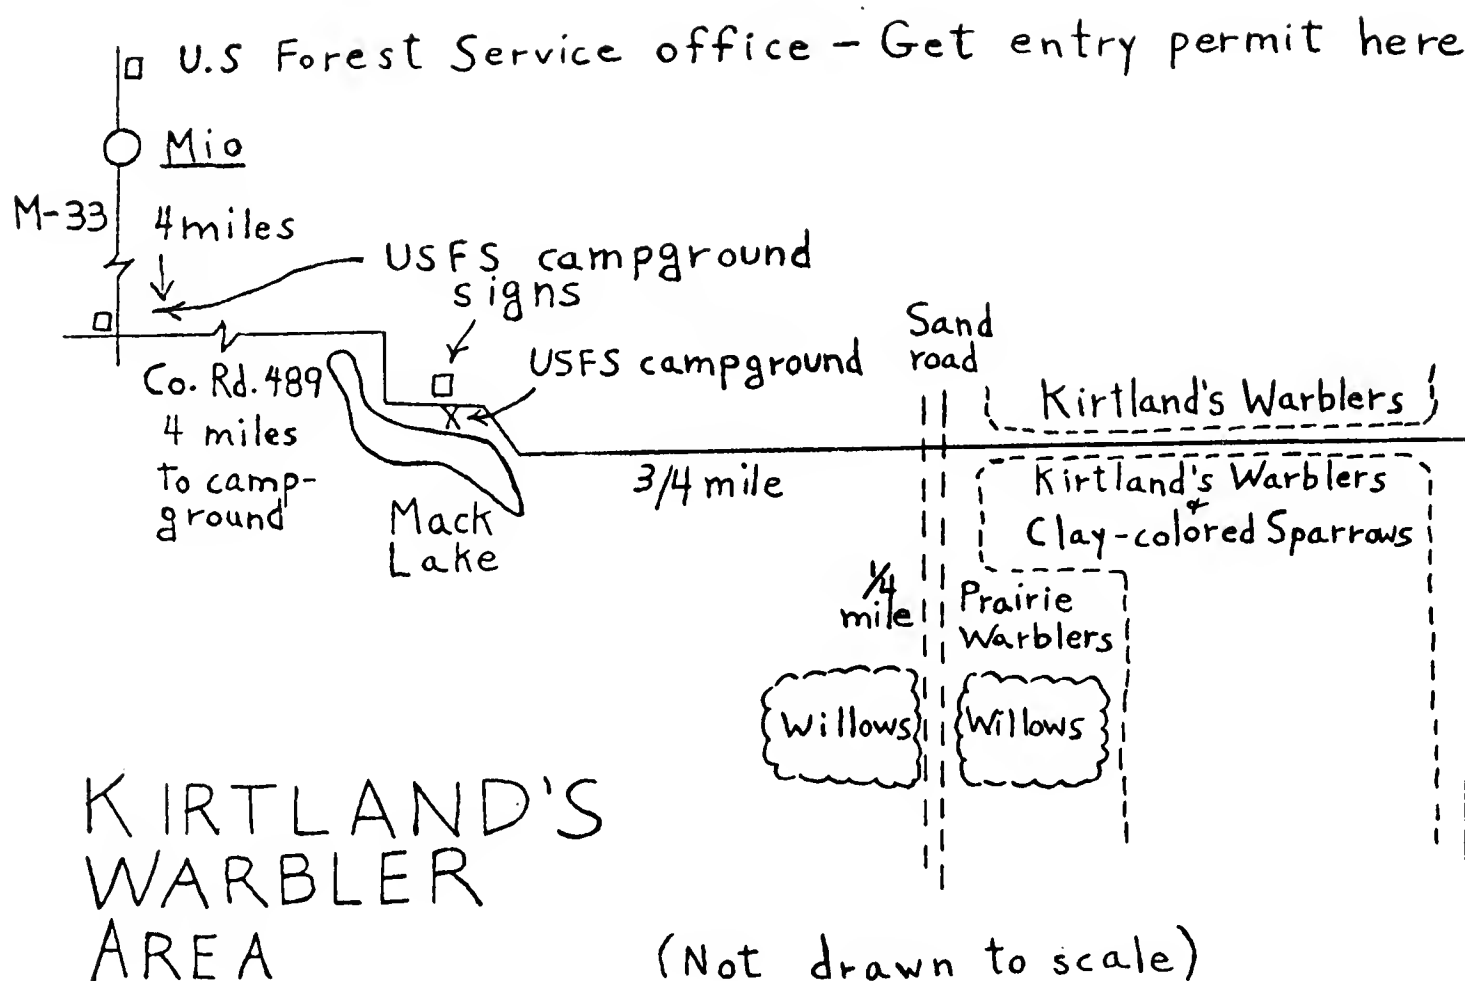 U.S Forest Service office – Get entry permit here
Mio
M-33
4 miles
USFS campground
signs
Sand
road
USFS campground
Co. Rd. 489
4 miles
to camp-
ground
Mack
Lake
3/4 mile
Kirtland's Warblers
Kirtland's Warblers
&
Clay-colored Sparrows
1/4
mile
Prairie
Warblers
Willows
Willows
KIRTLAND'S
WARBLER
AREA
(Not drawn to scale)